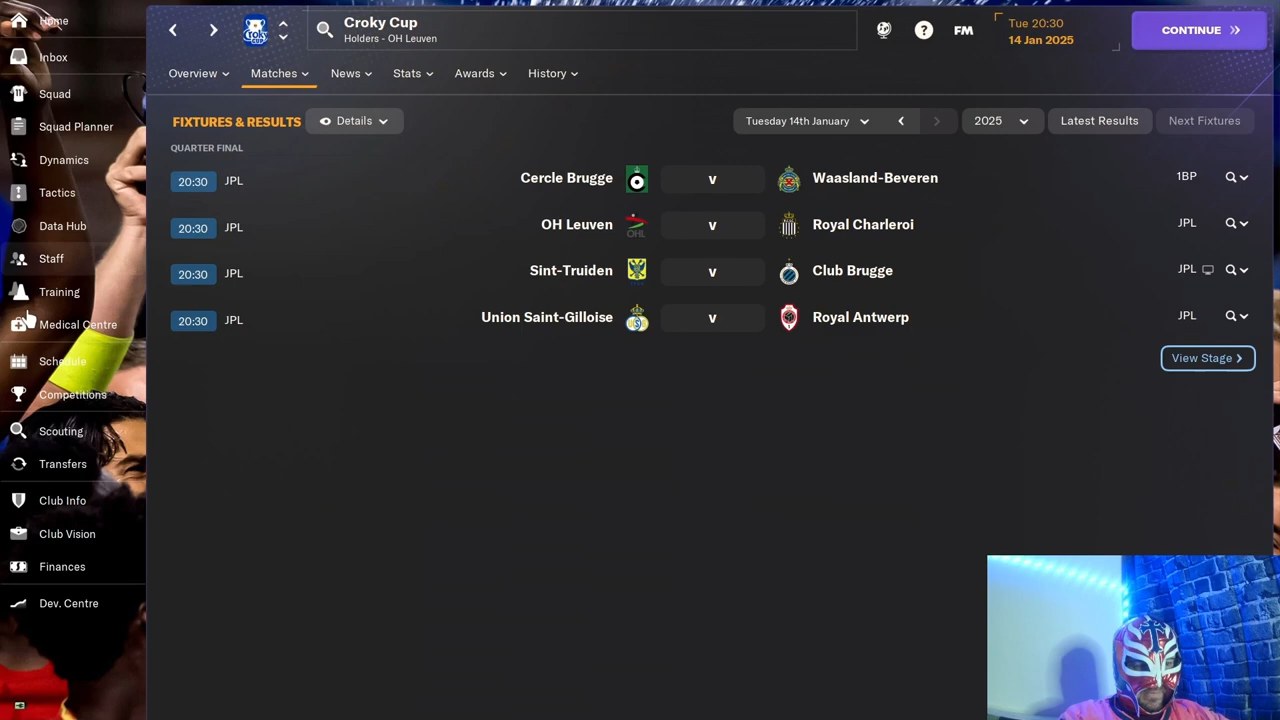 Home
Inbox
Squad
Squad Planner
Dynamics
Tactics
Data Hub
Staff
Training
Medical Centre
Schedule
Competitions
Scouting
Transfers
Club Info
Club Vision
Finances
Dev. Centre
Croky Cup
Holders - OH Leuven
FM
Tue 20:30
14 Jan 2025
CONTINUE
Overview Matches News Stats Awards History
FIXTURES & RESULTS Details Tuesday 14th January 2025 Latest Results Next Fixtures
QUARTER FINAL
20:30 JPL Cercle Brugge v Waasland-Beveren 1BP
20:30 JPL OH Leuven v Royal Charleroi JPL
20:30 JPL Sint-Truiden v Club Brugge JPL
20:30 JPL Union Saint-Gilloise v Royal Antwerp JPL
View Stage